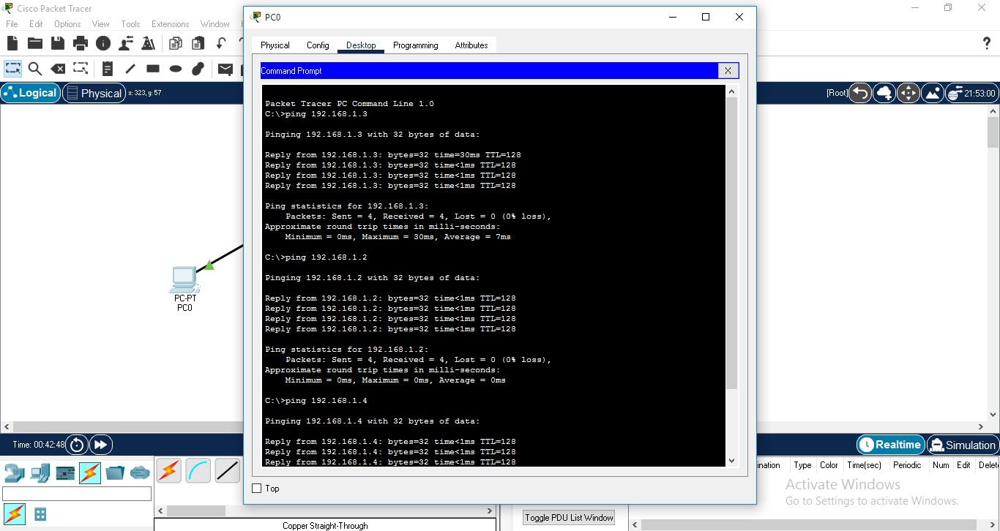 Cisco Packet Tracer
File Edit Options View Tools Extensions Window
Logical
Physical
x: 323, y: 57
[Root]
21:53:00
PC0
Physical Config Desktop Programming Attributes
Command Prompt
X
Packet Tracer PC Command Line 1.0
C:\>ping 192.168.1.3
Pinging 192.168.1.3 with 32 bytes of data:
Reply from 192.168.1.3: bytes=32 time=30ms TTL=128
Reply from 192.168.1.3: bytes=32 time<1ms TTL=128
Reply from 192.168.1.3: bytes=32 time<1ms TTL=128
Reply from 192.168.1.3: bytes=32 time<1ms TTL=128
Ping statistics for 192.168.1.3:
Packets: Sent = 4, Received = 4, Lost = 0 (0% loss),
Approximate round trip times in milli-seconds:
Minimum = 0ms, Maximum = 30ms, Average = 7ms
C:\>ping 192.168.1.2
Pinging 192.168.1.2 with 32 bytes of data:
Reply from 192.168.1.2: bytes=32 time<1ms TTL=128
Reply from 192.168.1.2: bytes=32 time<1ms TTL=128
Reply from 192.168.1.2: bytes=32 time<1ms TTL=128
Reply from 192.168.1.2: bytes=32 time<1ms TTL=128
Ping statistics for 192.168.1.2:
Packets: Sent = 4, Received = 4, Lost = 0 (0% loss),
Approximate round trip times in milli-seconds:
Minimum = 0ms, Maximum = 0ms, Average = 0ms
C:\>ping 192.168.1.4
Pinging 192.168.1.4 with 32 bytes of data:
Reply from 192.168.1.4: bytes=32 time<1ms TTL=128
Reply from 192.168.1.4: bytes=32 time<1ms TTL=128
Reply from 192.168.1.4: bytes=32 time<1ms TTL=128
Top
PC-PT
PC0
Time: 00:42:48
Realtime
Simulation
ination Type Color Time(sec) Periodic Num Edit Delet
Activate Windows
Go to Settings to activate Windows.
Toggle PDU List Window
Copper Straight-Through